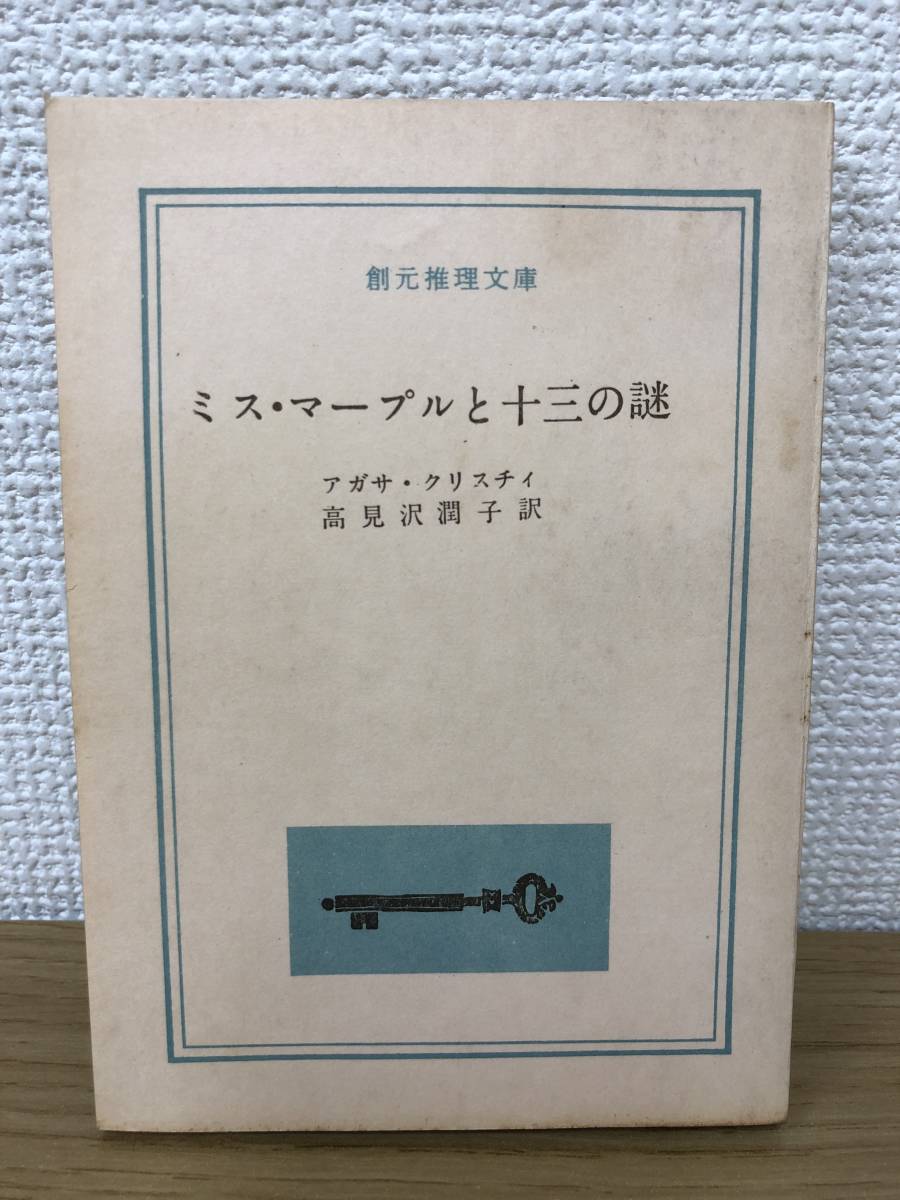 創元推理文庫
ミス・マープルと十三の謎
アガサ・クリスチィ
高見沢潤子訳